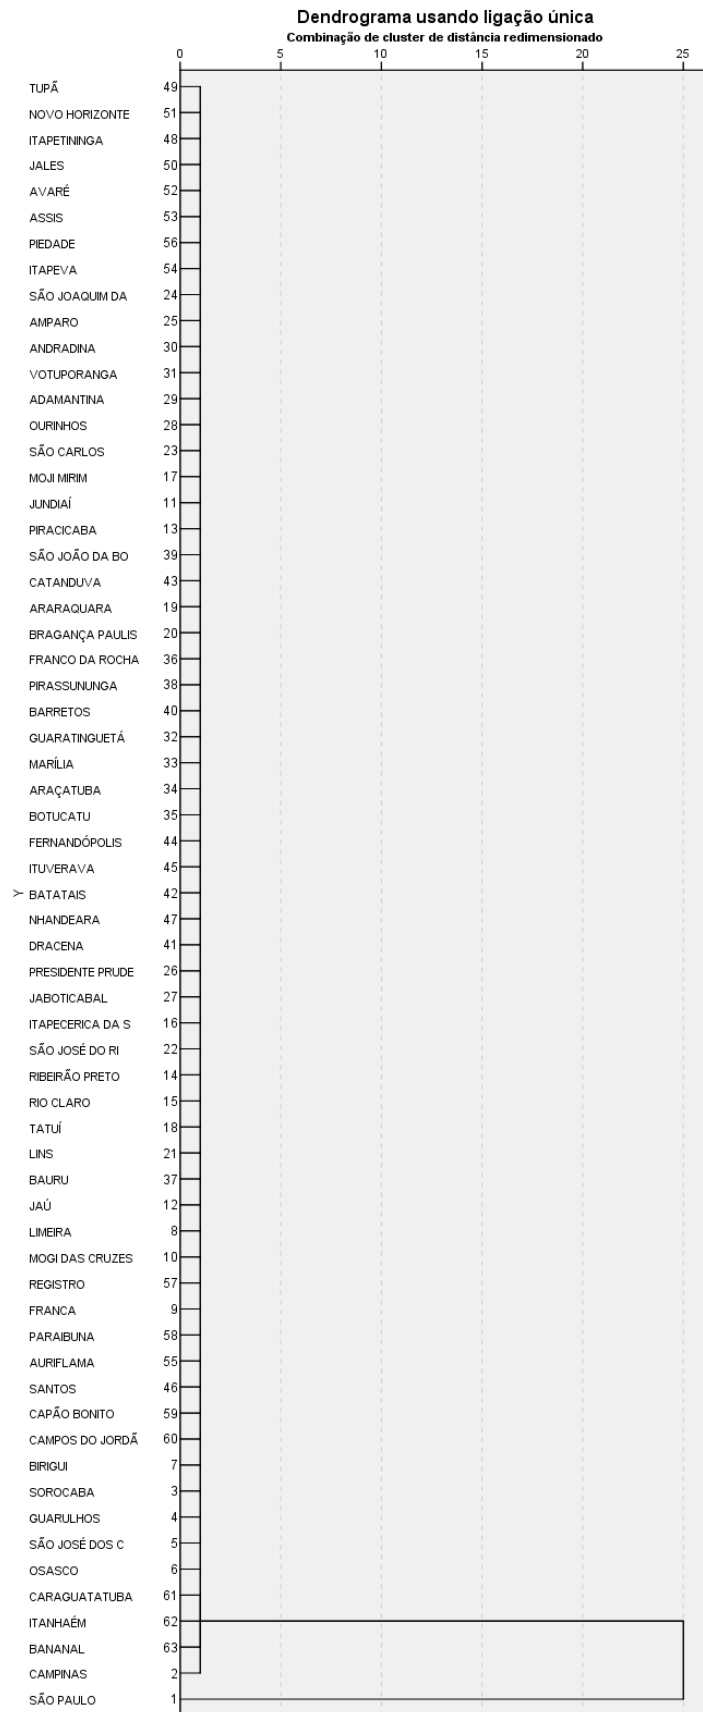 Dendrograma usando ligação única
Combinação de cluster de distância redimensionado
0 5 10 15 20 25
TUPÃ 49
NOVO HORIZONTE 51
ITAPETININGA 48
JALES 50
AVARÉ 52
ASSIS 53
PIEDADE 56
ITAPEVA 54
SÃO JOAQUIM DA 24
AMPARO 25
ANDRADINA 30
VOTUPORANGA 31
ADAMANTINA 29
OURINHOS 28
SÃO CARLOS 23
MOJI MIRIM 17
JUNDIAÍ 11
PIRACICABA 13
SÃO JOÃO DA BO 39
CATANDUVA 43
ARARAQUARA 19
BRAGANÇA PAULIS 20
FRANCO DA ROCHA 36
PIRASSUNUNGA 38
BARRETOS 40
GUARATINGUETÁ 32
MARÍLIA 33
ARAÇATUBA 34
BOTUCATU 35
FERNANDÓPOLIS 44
ITUVERAVA 45
Y BATATAIS 42
NHANDEARA 47
DRACENA 41
PRESIDENTE PRUDE 26
JABOTICABAL 27
ITAPECERICA DA S 16
SÃO JOSÉ DO RI 22
RIBEIRÃO PRETO 14
RIO CLARO 15
TATUÍ 18
LINS 21
BAURU 37
JAÚ 12
LIMEIRA 8
MOGI DAS CRUZES 10
REGISTRO 57
FRANCA 9
PARAIBUNA 58
AURIFLAMA 55
SANTOS 46
CAPÃO BONITO 59
CAMPOS DO JORDÃ 60
BIRIGUI 7
SOROCABA 3
GUARULHOS 4
SÃO JOSÉ DOS C 5
OSASCO 6
CARAGUATATUBA 61
ITANHAÉM 62
BANANAL 63
CAMPINAS 2
SÃO PAULO 1